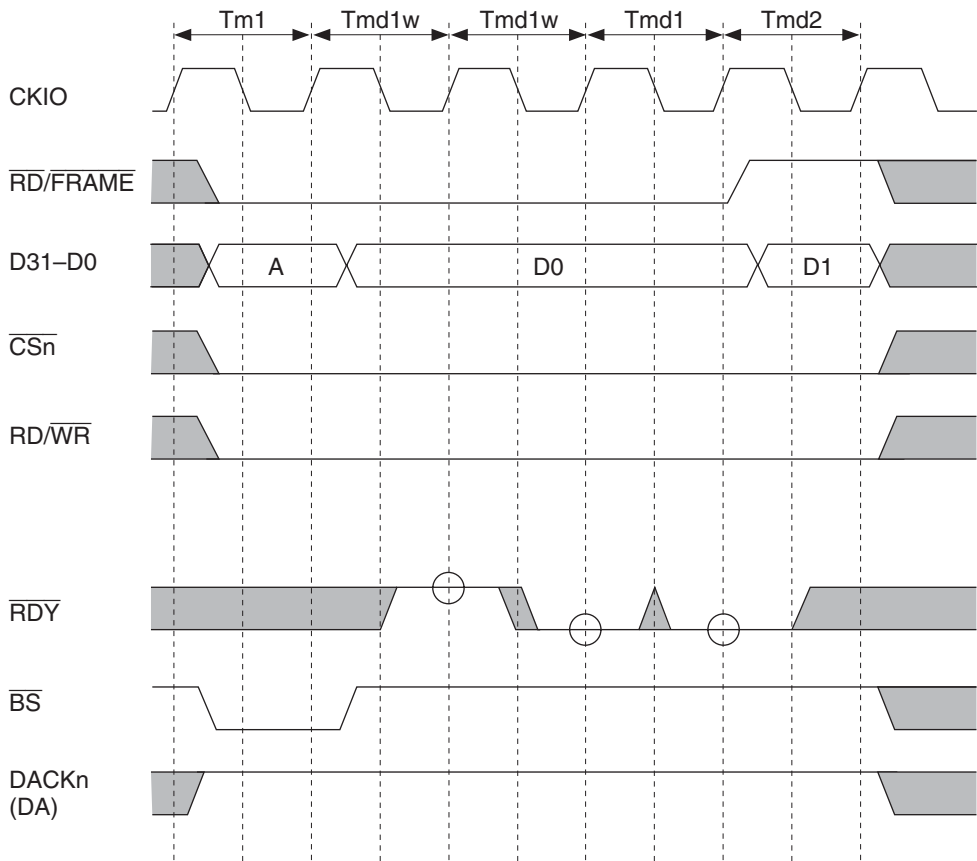 Tm1 Tmd1w Tmd1w Tmd1 Tmd2
CKIO
RD/FRAME
D31–D0
A D0 D1
CSn
RD/WR
RDY
BS
DACKn
(DA)